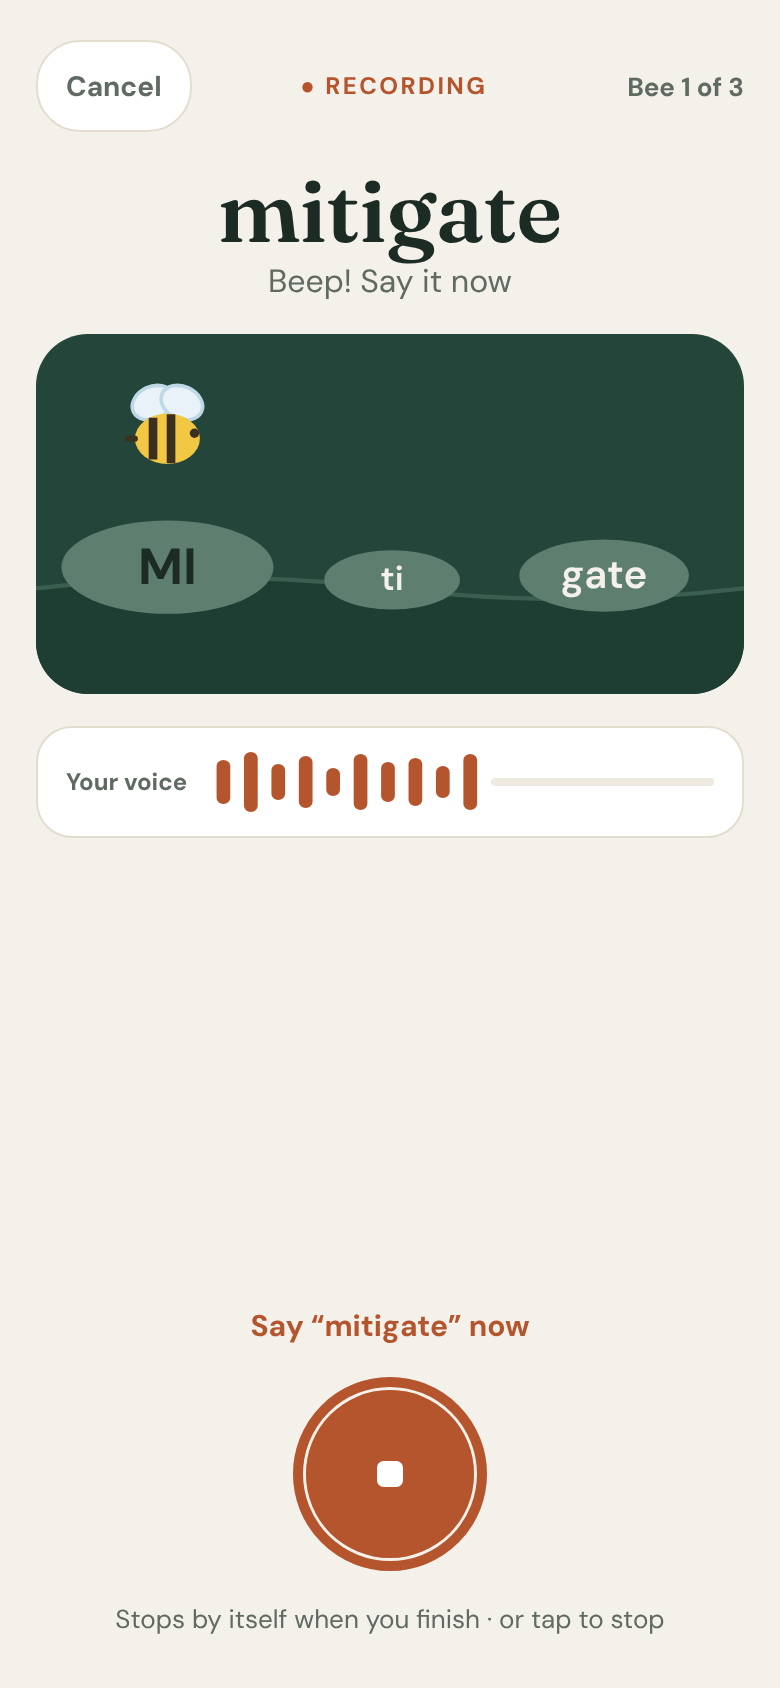 Cancel
● RECORDING
Bee 1 of 3
mitigate
Beep! Say it now
MI
ti
gate
Your voice
Say “mitigate” now
Stops by itself when you finish · or tap to stop